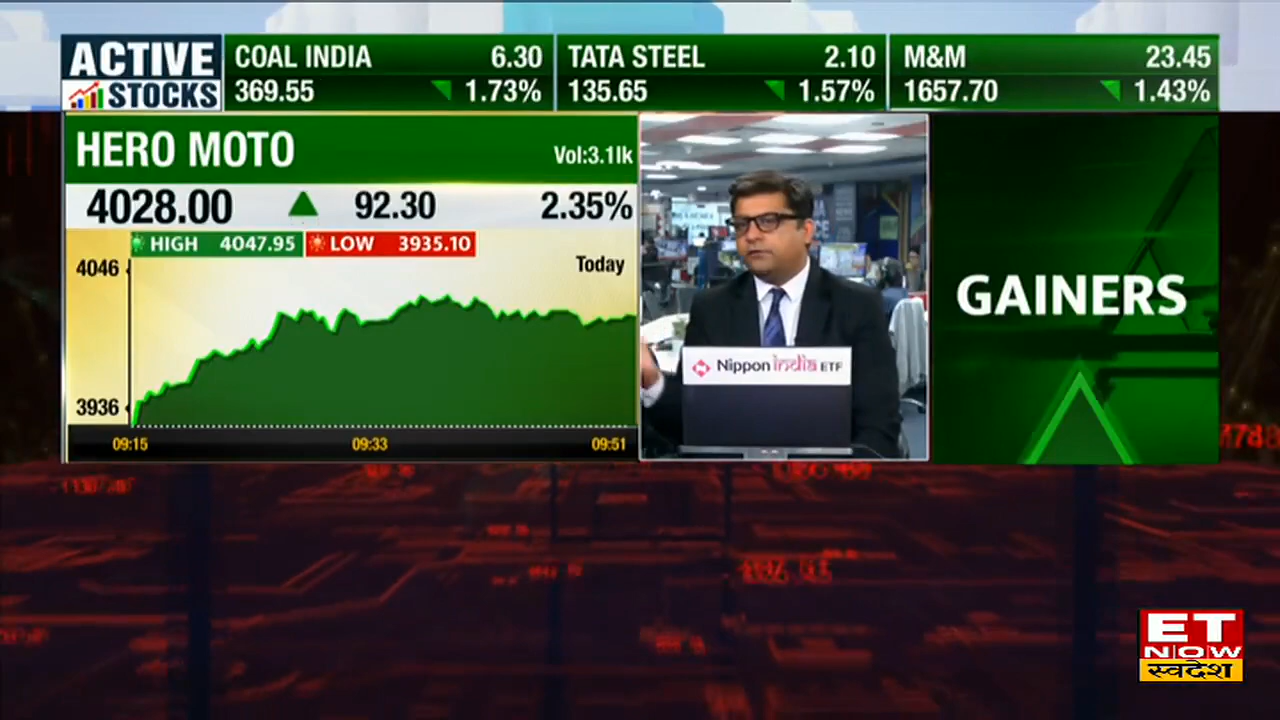 ACTIVE
STOCKS
COAL INDIA 6.30
369.55 1.73%
TATA STEEL 2.10
135.65 1.57%
M&M 23.45
1657.70 1.43%
HERO MOTO Vol:3.1lk
4028.00 92.30 2.35%
HIGH 4047.95 LOW 3935.10
Today
4046
3936
09:15 09:33 09:51
Nippon india ETF
GAINERS
ET
NOW
स्वदेश